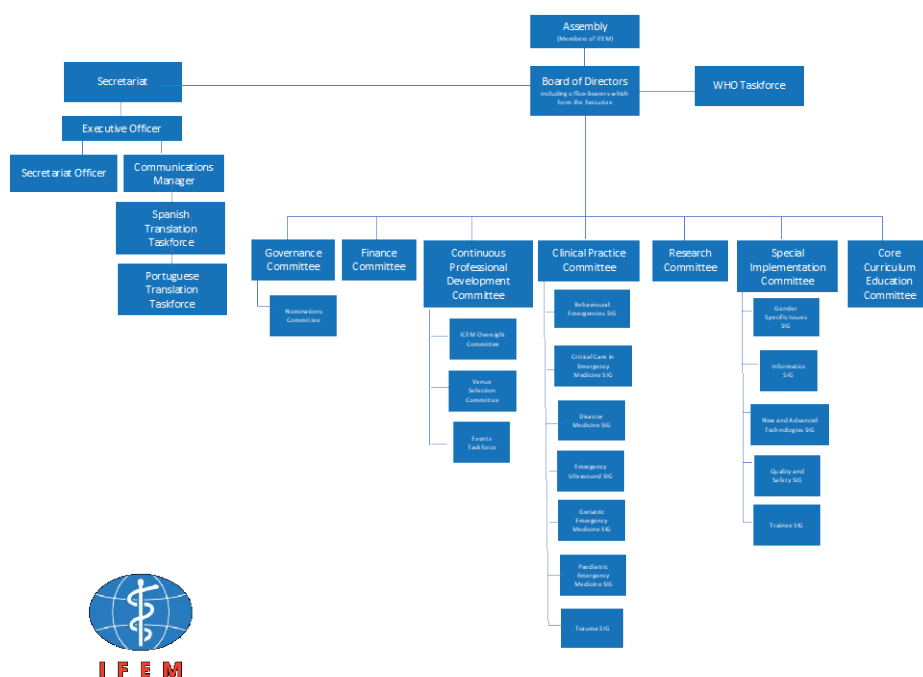 Assembly
(Members of IFEM)
Secretariat
Board of Directors
including office-bearers which
form the Executive
WHO Taskforce
Executive Officer
Secretariat Officer
Communications
Manager
Spanish
Translation
Taskforce
Portuguese
Translation
Taskforce
Governance
Committee
Finance
Committee
Continuous
Professional
Development
Committee
Clinical Practice
Committee
Research
Committee
Special
Implementation
Committee
Core
Curriculum
Education
Committee
Nominations
Committee
ICEM Oversight
Committee
Venue
Selection
Committee
Events
Taskforce
Behavioural
Emergencies SIG
Critical Care in
Emergency
Medicine SIG
Disaster
Medicine SIG
Emergency
Ultrasound SIG
Geriatric
Emergency
Medicine SIG
Paediatric
Emergency
Medicine SIG
Trauma SIG
Gender
Specific Issues
SIG
Informatics
SIG
New and Advanced
Technologies SIG
Quality and
Safety SIG
Trainee SIG
IFEM